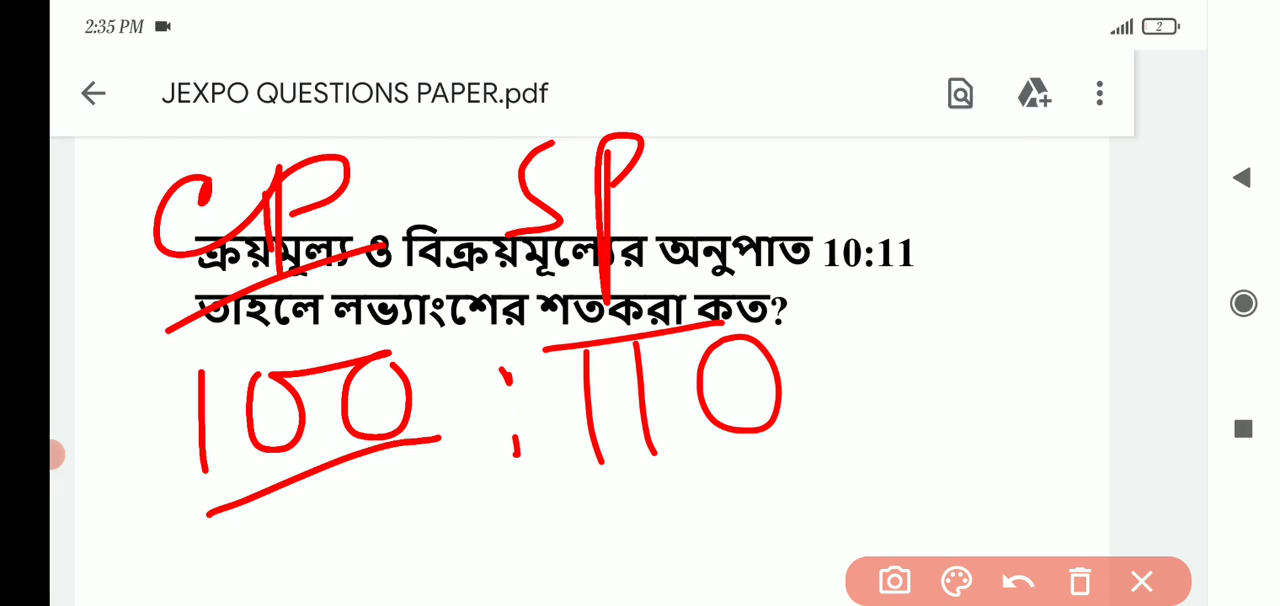 2:35 PM
2
JEXPO QUESTIONS PAPER.pdf
CP SP
ক্রয়মূল্য ও বিক্রয়মূল্যের অনুপাত 10:11
তাহলে লভ্যাংশের শতকরা কত?
100 : 110